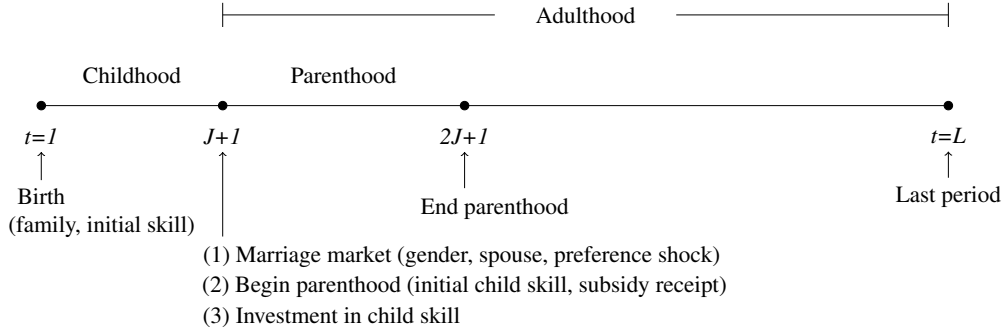 Adulthood
Childhood
Parenthood
t=1
J+1
2J+1
t=L
Birth
(family, initial skill)
End parenthood
Last period
(1) Marriage market (gender, spouse, preference shock)
(2) Begin parenthood (initial child skill, subsidy receipt)
(3) Investment in child skill